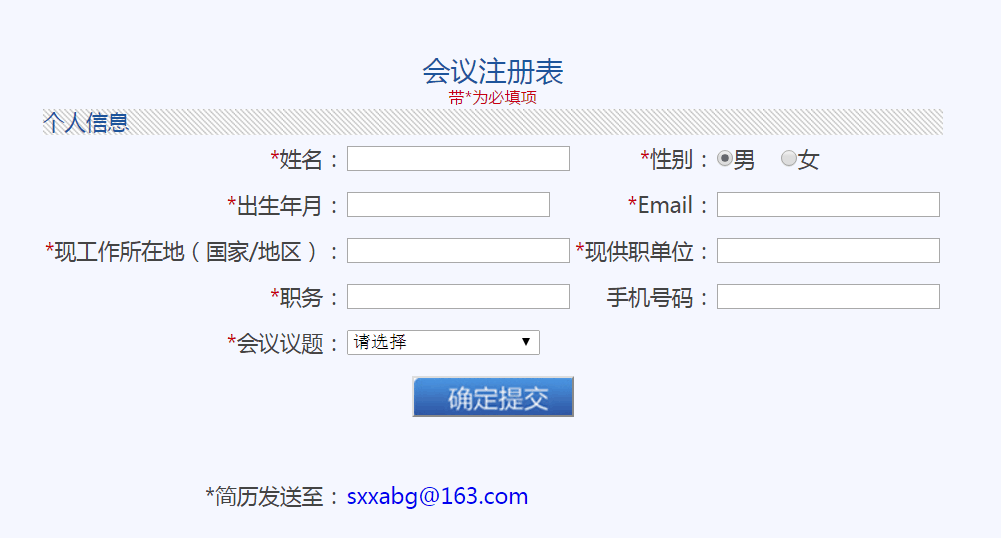 会议注册表
带*为必填项
个人信息
*姓名： *性别： 男 女
*出生年月： *Email：
*现工作所在地（国家/地区）： *现供职单位：
*职务： 手机号码：
*会议议题： 请选择
确定提交
*简历发送至：sxxabg@163.com